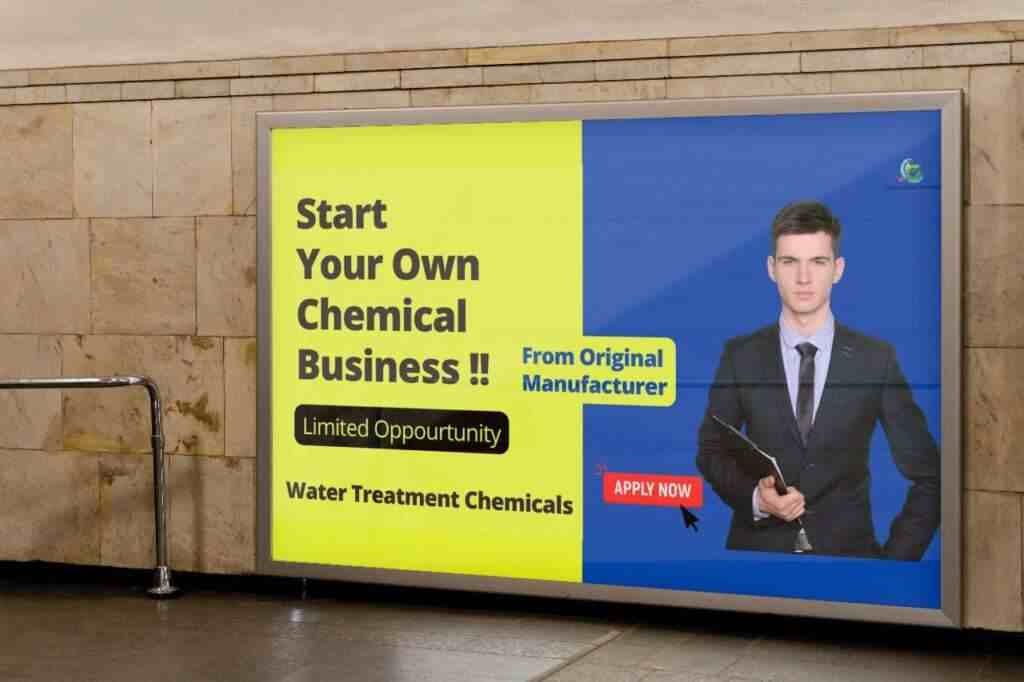 Start
Your Own
Chemical
Business !!
From Original
Manufacturer
Limited Oppourtunity
Water Treatment Chemicals
APPLY NOW